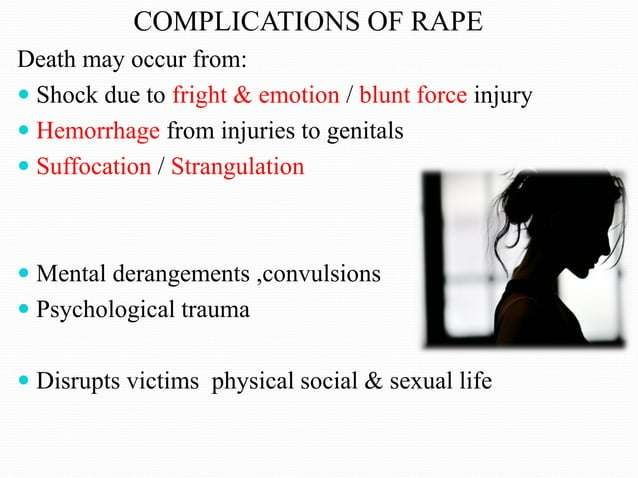 COMPLICATIONS OF RAPE
Death may occur from:
Shock due to fright & emotion / blunt force injury
Hemorrhage from injuries to genitals
Suffocation / Strangulation
Mental derangements ,convulsions
Psychological trauma
Disrupts victims  physical social & sexual life